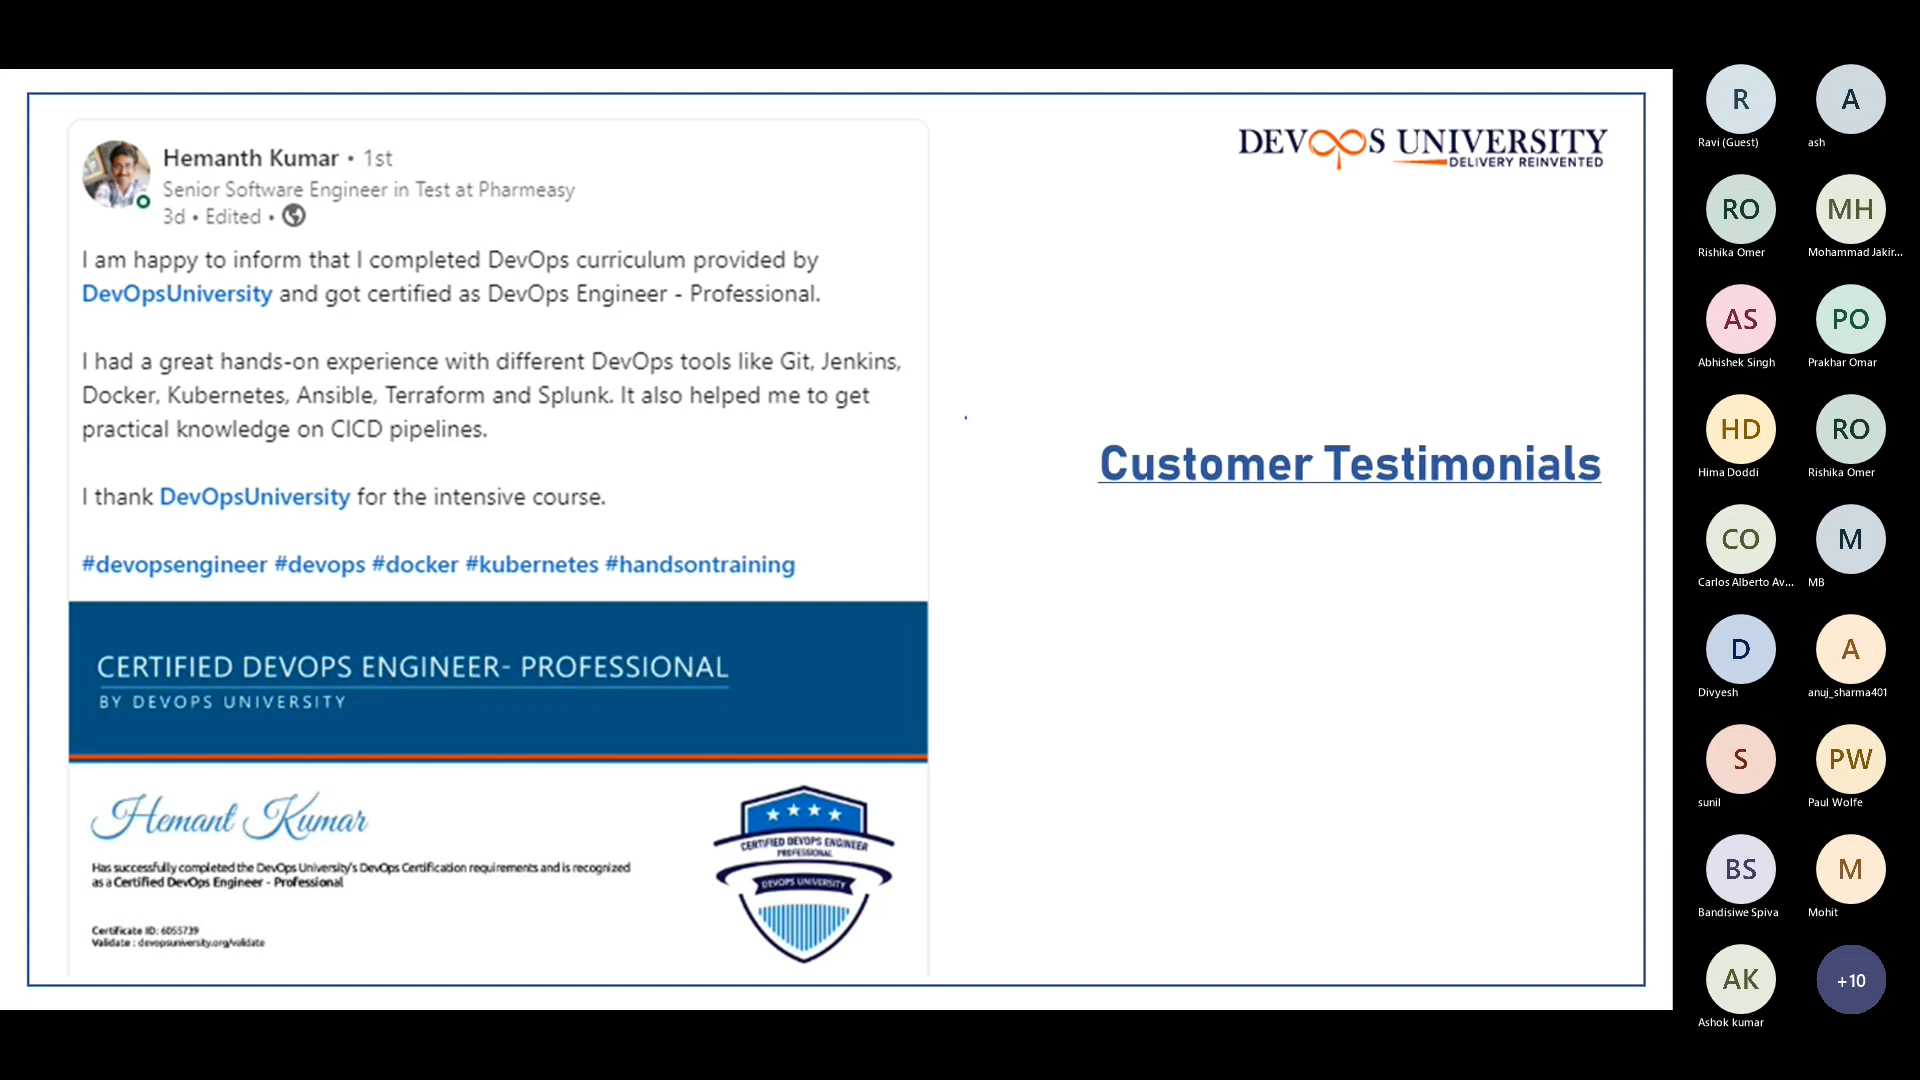 Hemanth Kumar • 1st
Senior Software Engineer in Test at Pharmeasy
3d • Edited •
I am happy to inform that I completed DevOps curriculum provided by
DevOpsUniversity and got certified as DevOps Engineer - Professional.
I had a great hands-on experience with different DevOps tools like Git, Jenkins,
Docker, Kubernetes, Ansible, Terraform and Splunk. It also helped me to get
practical knowledge on CICD pipelines.
I thank DevOpsUniversity for the intensive course.
#devopsengineer #devops #docker #kubernetes #handsontraining
CERTIFIED DEVOPS ENGINEER- PROFESSIONAL
BY DEVOPS UNIVERSITY
Hemant Kumar
Has successfully completed the DevOps University's DevOps Certification requirements and is recognized
as a Certified DevOps Engineer - Professional
Certificate ID: 6055739
Validate : devopsuniversity.org/validate
CERTIFIED DEVOPS ENGINEER
PROFESSIONAL
DEVOPS UNIVERSITY
DEVOPS UNIVERSITY
DELIVERY REINVENTED
Customer Testimonials
R
A
Ravi (Guest)
ash
RO
MH
Rishika Omer
Mohammad Jakir...
AS
PO
Abhishek Singh
Prakhar Omar
HD
RO
Hima Doddi
Rishika Omer
CO
M
Carlos Alberto Av...
MB
D
A
Divyesh
anuj_sharma401
S
PW
sunil
Paul Wolfe
BS
M
Bandisiwe Spiva
Mohit
AK
+10
Ashok kumar